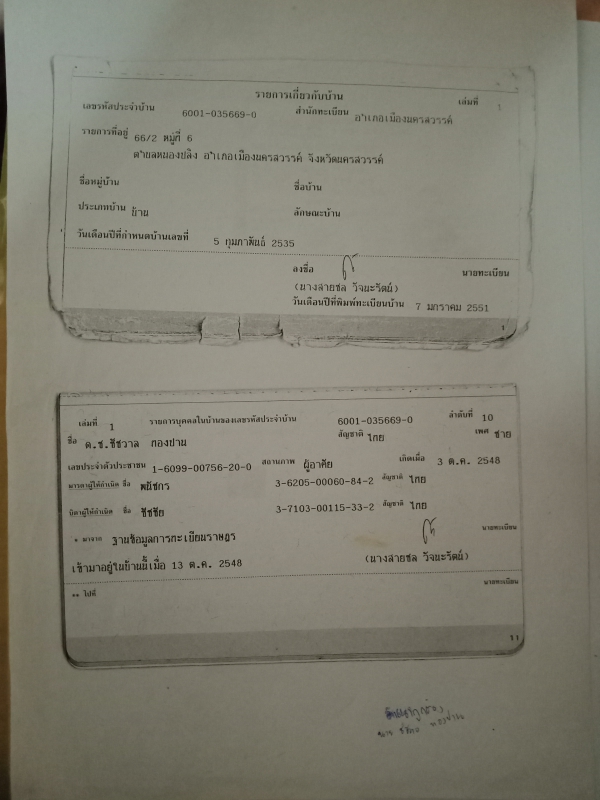 รายการเกี่ยวกับบ้าน เล่มที่ 1
เลขรหัสประจำบ้าน 6001-035669-0 สำนักทะเบียน อำเภอเมืองนครสวรรค์
รายการที่อยู่ 66/2 หมู่ที่ 6
ตำบลหนองปลิง อำเภอเมืองนครสวรรค์ จังหวัดนครสวรรค์
ชื่อหมู่บ้าน ชื่อบ้าน
ประเภทบ้าน บ้าน ลักษณะบ้าน
วันเดือนปีที่กำหนดบ้านเลขที่ 5 กุมภาพันธ์ 2535
ลงชื่อ นายทะเบียน
(นางสายชล วัจนะรัตน์)
วันเดือนปีที่พิมพ์ทะเบียนบ้าน 7 มกราคม 2551
1
เล่มที่ 1 รายการบุคคลในบ้านของเลขรหัสประจำบ้าน 6001-035669-0 ลำดับที่ 10
ชื่อ ด.ช.ชัชวาล กองปาน สัญชาติ ไทย เพศ ชาย
เลขประจำตัวประชาชน 1-6099-00756-20-0 สถานภาพ ผู้อาศัย เกิดเมื่อ 3 ต.ค. 2548
มารดาผู้ให้กำเนิด ชื่อ พนัชกร 3-6205-00060-84-2 สัญชาติ ไทย
บิดาผู้ให้กำเนิด ชื่อ ชัชชัย 3-7103-00115-33-2 สัญชาติ ไทย
* มาจาก ฐานข้อมูลการทะเบียนราษฎร นายทะเบียน
เข้ามาอยู่ในบ้านนี้เมื่อ 13 ต.ค. 2548 (นางสายชล วัจนะรัตน์)
** ไปที่ นายทะเบียน
11